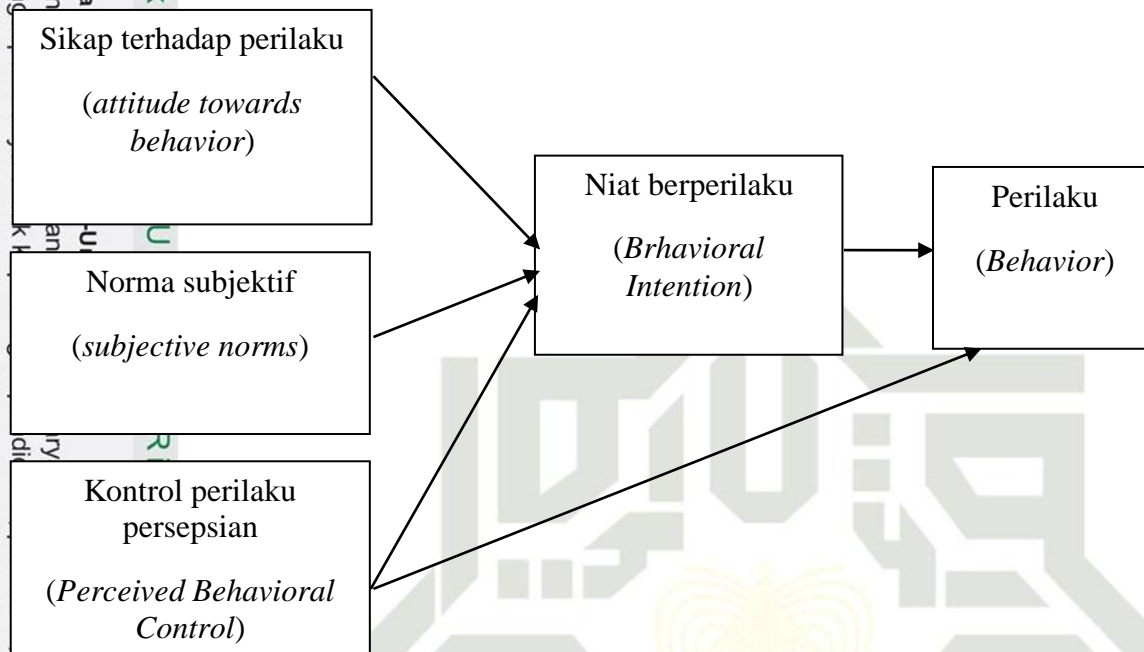 Sikap terhadap perilaku
(attitude towards
behavior)
Norma subjektif
(subjective norms)
Kontrol perilaku
persepsian
(Perceived Behavioral
Control)
Niat berperilaku
(Brhavioral
Intention)
Perilaku
(Behavior)